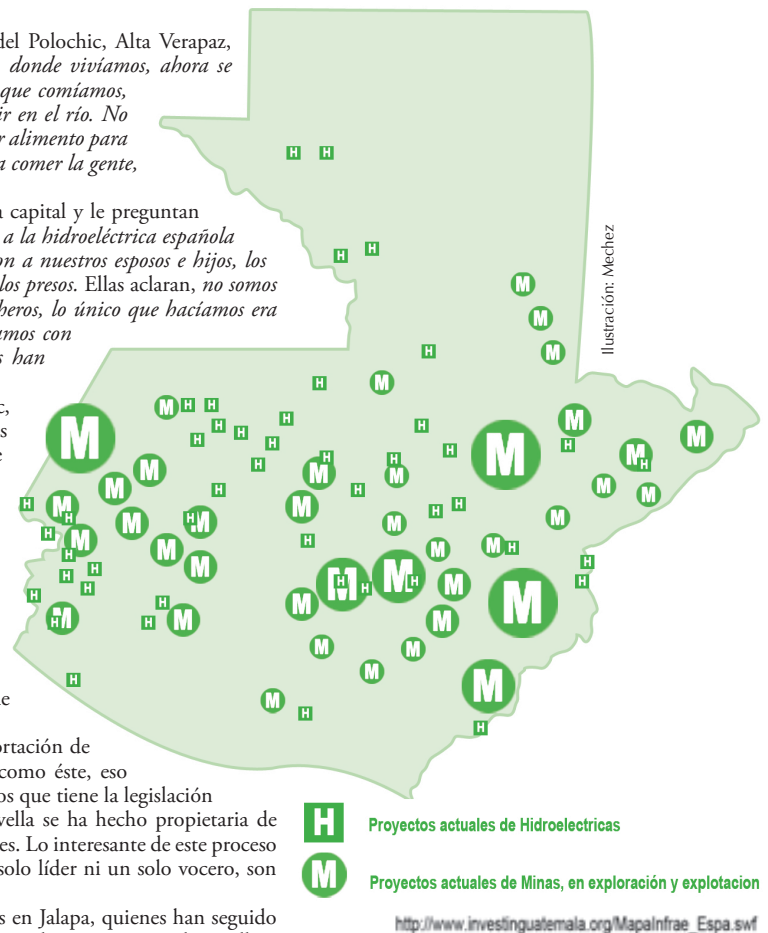 del Polochic, Alta Verapaz,
donde vivíamos, ahora se
que comíamos,
ir en el río. No
alimento para
a comer la gente,
capital y le preguntan
a la hidroeléctrica española
on a nuestros esposos e hijos, los
los presos. Ellas aclaran, no somos
heros, lo único que hacíamos era
amos con
han
ortación de
como éste, eso
os que tiene la legislación
vella se ha hecho propietaria de
es. Lo interesante de este proceso
solo líder ni un solo vocero, son
s en Jalapa, quienes han seguido
Ilustración: Mechez
H Proyectos actuales de Hidroelectricas
M Proyectos actuales de Minas, en exploración y explotacion
http://www.investinguatemala.org/MapaInfrae_Espa.swf